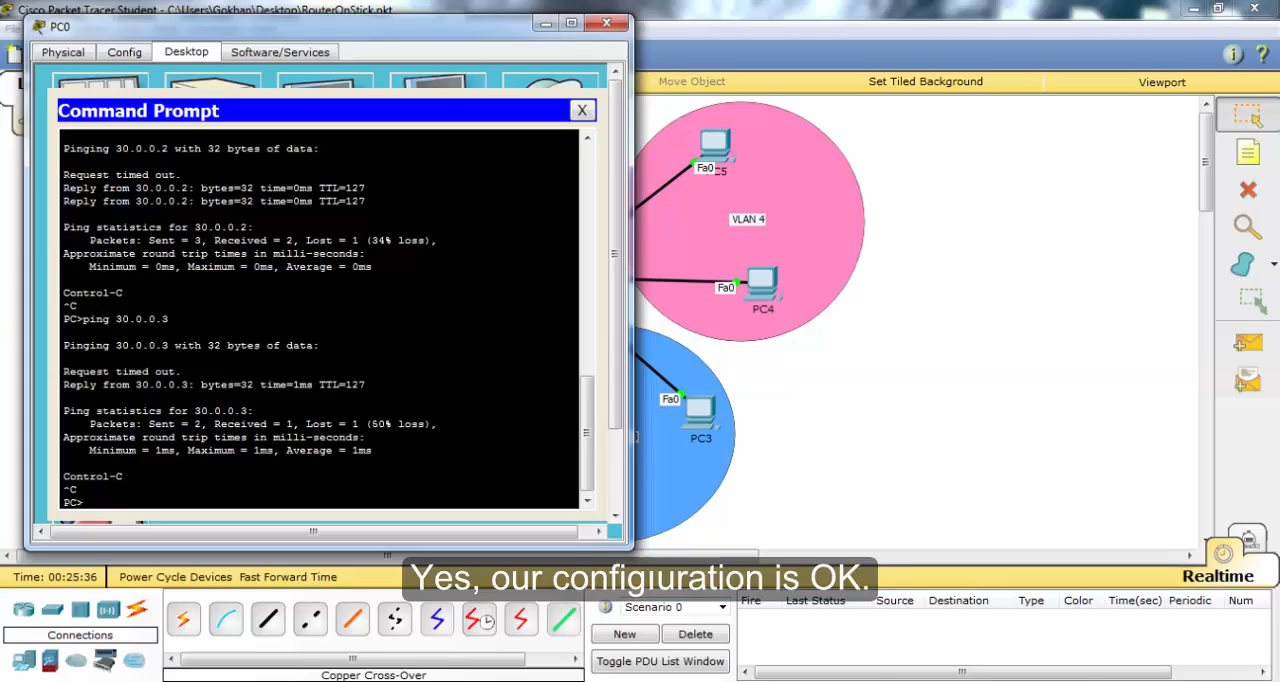 Cisco Packet Tracer Student - C:\Users\Gokhan\Desktop\RouterOnStick.pkt
PC0
Physical
Config
Desktop
Software/Services
Move Object
Set Tiled Background
Viewport
Command Prompt
X
Pinging 30.0.0.2 with 32 bytes of data:
Request timed out.
Reply from 30.0.0.2: bytes=32 time=0ms TTL=127
Reply from 30.0.0.2: bytes=32 time=0ms TTL=127
Ping statistics for 30.0.0.2:
Packets: Sent = 3, Received = 2, Lost = 1 (34% loss),
Approximate round trip times in milli-seconds:
Minimum = 0ms, Maximum = 0ms, Average = 0ms
Control-C
^C
PC>ping 30.0.0.3
Pinging 30.0.0.3 with 32 bytes of data:
Request timed out.
Reply from 30.0.0.3: bytes=32 time=1ms TTL=127
Ping statistics for 30.0.0.3:
Packets: Sent = 2, Received = 1, Lost = 1 (50% loss),
Approximate round trip times in milli-seconds:
Minimum = 1ms, Maximum = 1ms, Average = 1ms
Control-C
^C
PC>
Fa0
VLAN 4
Fa0
PC4
Fa0
PC3
Yes, our configuration is OK.
Time: 00:25:36
Power Cycle Devices Fast Forward Time
Realtime
Connections
Copper Cross-Over
Scenario 0
New
Delete
Toggle PDU List Window
Fire
Last Status
Source
Destination
Type
Color
Time(sec)
Periodic
Num